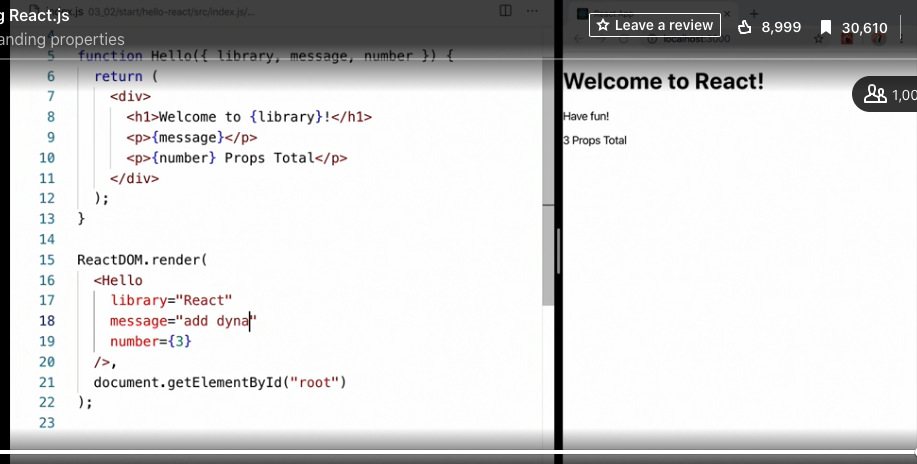 g React.js
anding properties
Leave a review 8,999 30,610
1,00
index.js 03_02/start/hello-react/src/index.js/...
React App
localhost:3000
4
5 function Hello({ library, message, number }) {
6 return (
7 <div>
8 <h1>Welcome to {library}!</h1>
9 <p>{message}</p>
10 <p>{number} Props Total</p>
11 </div>
12 );
13 }
14
15 ReactDOM.render(
16 <Hello
17 library="React"
18 message="add dyna"
19 number={3}
20 />,
21 document.getElementById("root")
22 );
23
Welcome to React!
Have fun!
3 Props Total